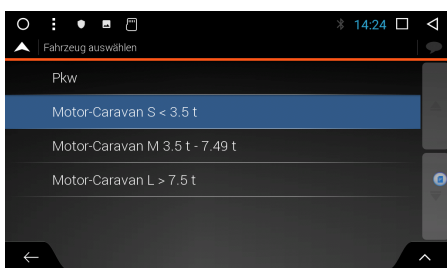 14:24
Fahrzeug auswählen
Pkw
Motor-Caravan S < 3.5 t
Motor-Caravan M 3.5 t - 7.49 t
Motor-Caravan L > 7.5 t